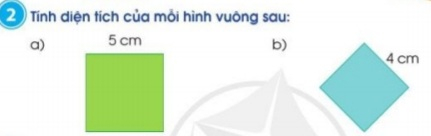 2 Tính diện tích của mỗi hình vuông sau:
a) 5 cm b) 4 cm